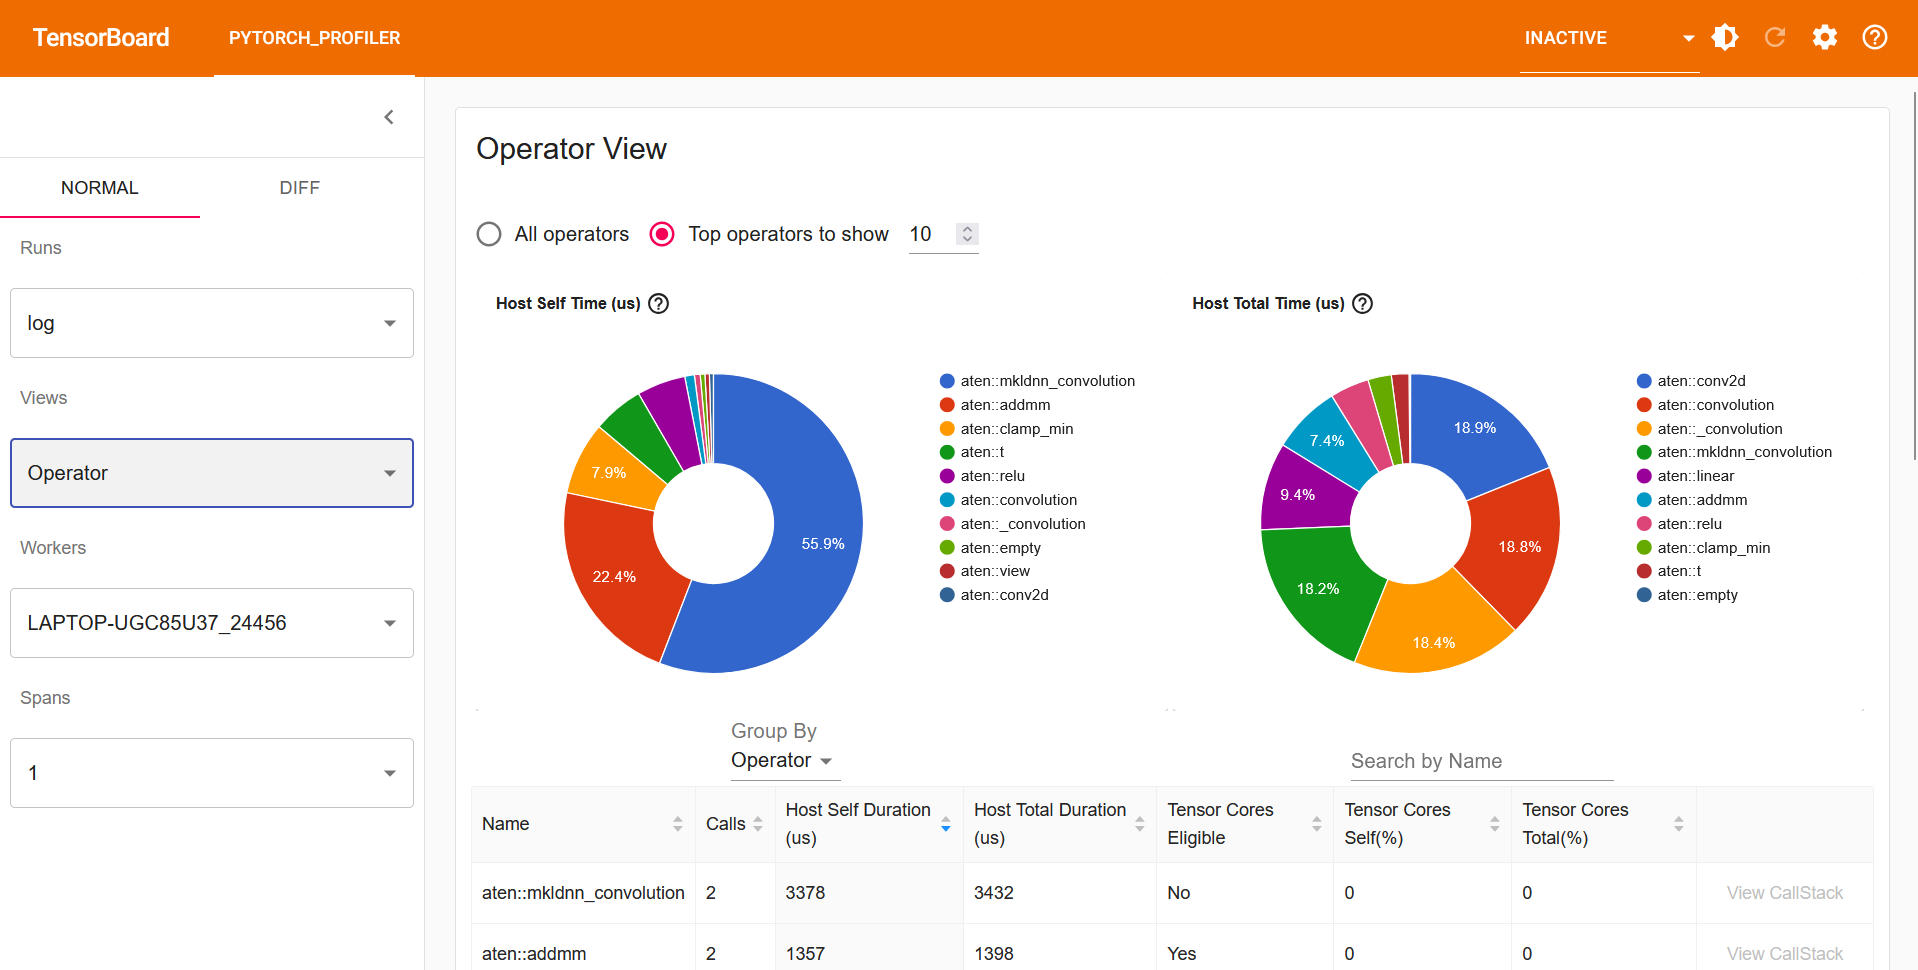 TensorBoard
PYTORCH_PROFILER
INACTIVE
NORMAL
DIFF
Runs
log
Views
Operator
Workers
LAPTOP-UGC85U37_24456
Spans
1
Operator View
All operators
Top operators to show
10
Host Self Time (us)
55.9%
22.4%
7.9%
aten::mkldnn_convolution
aten::addmm
aten::clamp_min
aten::t
aten::relu
aten::convolution
aten::_convolution
aten::empty
aten::view
aten::conv2d
Host Total Time (us)
18.9%
18.8%
18.4%
18.2%
9.4%
7.4%
aten::conv2d
aten::convolution
aten::_convolution
aten::mkldnn_convolution
aten::linear
aten::addmm
aten::relu
aten::clamp_min
aten::t
aten::empty
Group By
Operator
Search by Name
Name
Calls
Host Self Duration
(us)
Host Total Duration
(us)
Tensor Cores
Eligible
Tensor Cores
Self(%)
Tensor Cores
Total(%)
aten::mkldnn_convolution 2 3378 3432 No 0 0 View CallStack
aten::addmm 2 1357 1398 Yes 0 0 View CallStack